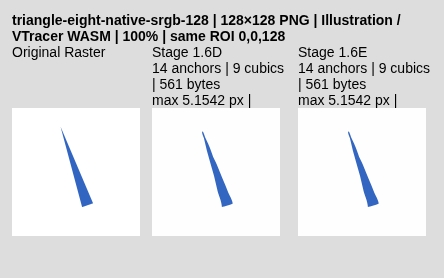 triangle-eight-native-srgb-128 | 128×128 PNG | Illustration /
VTracer WASM | 100% | same ROI 0,0,128
Original Raster
Stage 1.6D
14 anchors | 9 cubics
| 561 bytes
max 5.1542 px |
Stage 1.6E
14 anchors | 9 cubics
| 561 bytes
max 5.1542 px |